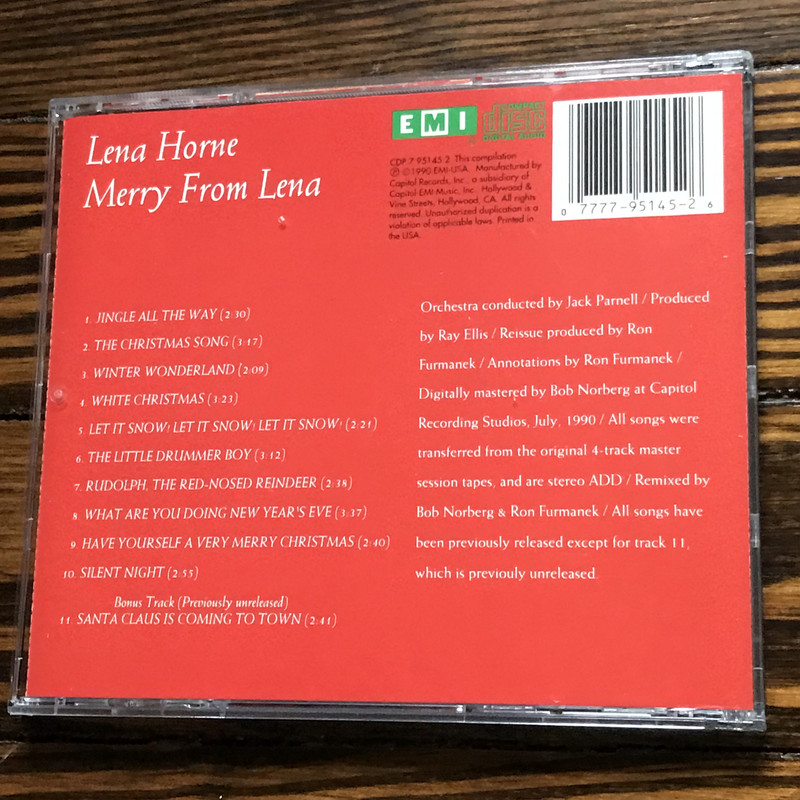 Lena Horne
Merry From Lena
EMI
COMPACT
disc
DIGITAL AUDIO
CDP 7 95145 2 This compilation
℗ © 1990 EMI-USA. Manufactured by
Capitol Records, Inc., a subsidiary of
Capitol-EMI Music, Inc. Hollywood &
Vine Streets, Hollywood, CA. All rights
reserved. Unauthorized duplication is a
violation of applicable laws. Printed in
the USA.
0 7777-95145-2 6
1. JINGLE ALL THE WAY (2:30)
2. THE CHRISTMAS SONG (3:17)
3. WINTER WONDERLAND (2:09)
4. WHITE CHRISTMAS (3:23)
5. LET IT SNOW! LET IT SNOW! LET IT SNOW! (2:21)
6. THE LITTLE DRUMMER BOY (3:12)
7. RUDOLPH, THE RED-NOSED REINDEER (2:38)
8. WHAT ARE YOU DOING NEW YEAR'S EVE (3:37)
9. HAVE YOURSELF A VERY MERRY CHRISTMAS (2:40)
10. SILENT NIGHT (2:55)
Bonus Track (Previously unreleased)
11. SANTA CLAUS IS COMING TO TOWN (2:41)
Orchestra conducted by Jack Parnell / Produced
by Ray Ellis / Reissue produced by Ron
Furmanek / Annotations by Ron Furmanek /
Digitally mastered by Bob Norberg at Capitol
Recording Studios, July, 1990 / All songs were
transferred from the original 4-track master
session tapes, and are stereo ADD / Remixed by
Bob Norberg & Ron Furmanek / All songs have
been previously released except for track 11,
which is previouly unreleased.